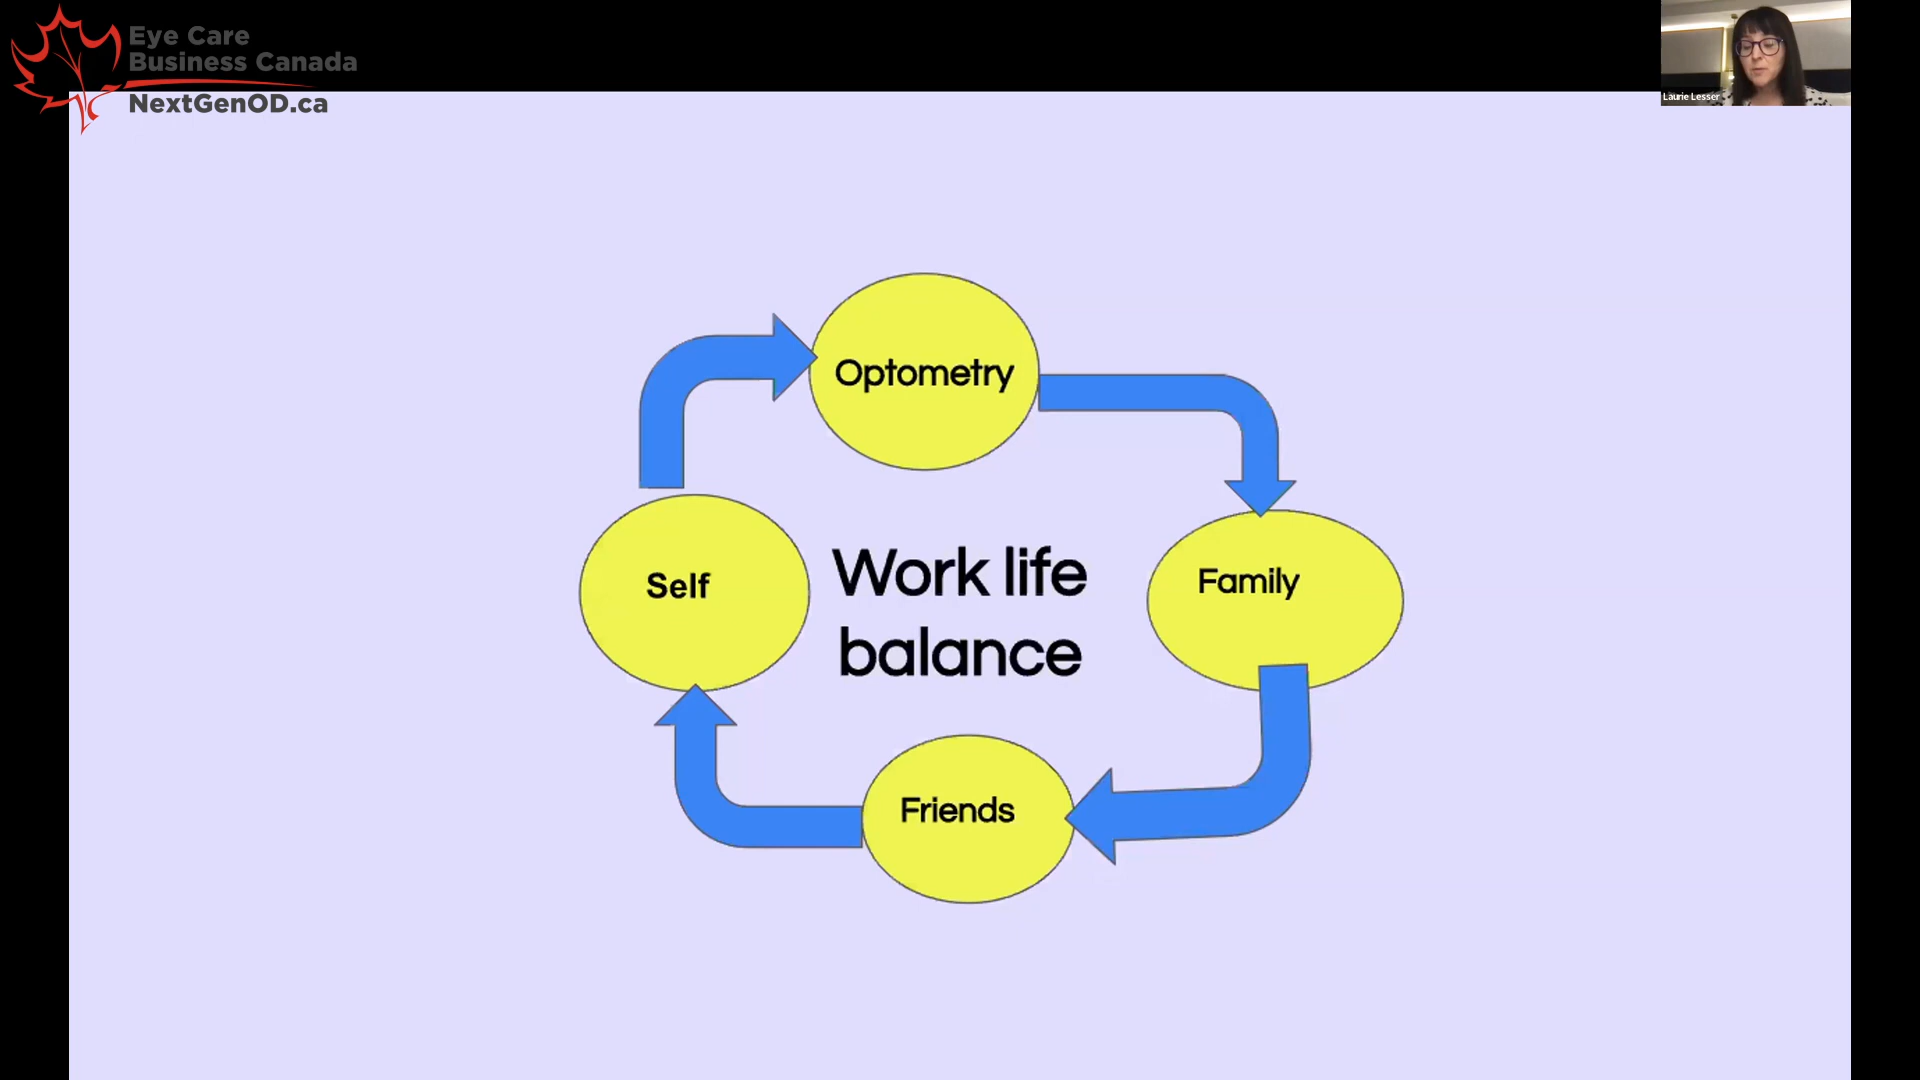 Eye Care
Business Canada
NextGenOD.ca
Laurie Lesser
Optometry
Self
Work life
balance
Family
Friends